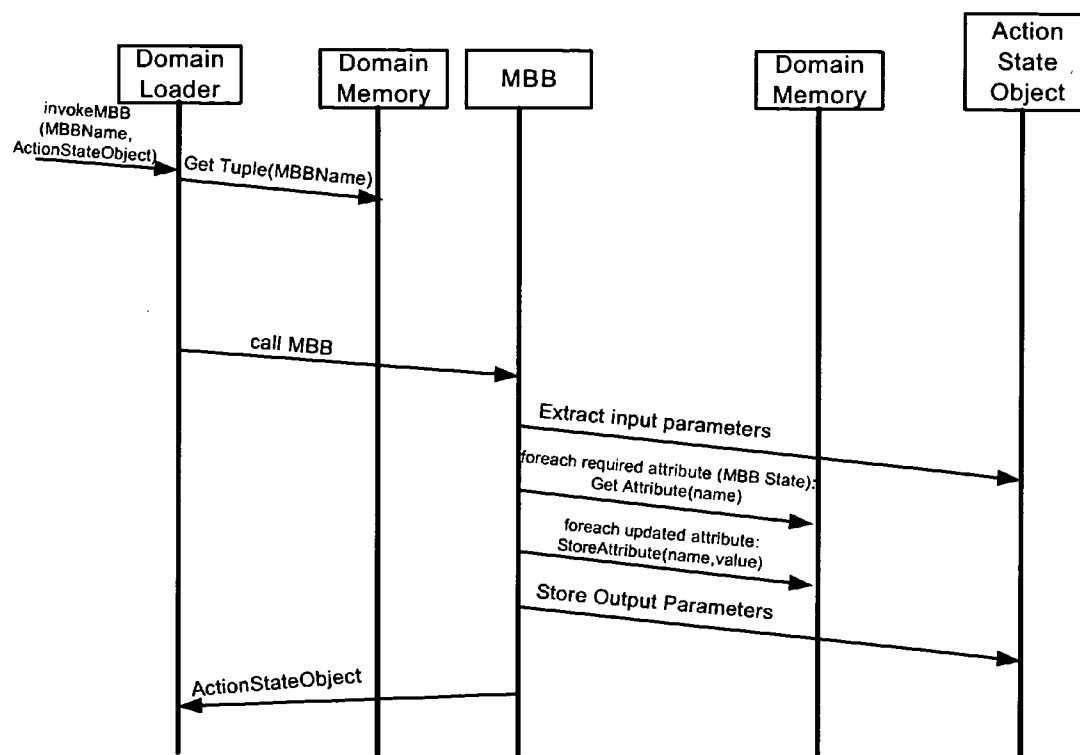 Domain
Loader
Domain
Memory
MBB
Domain
Memory
Action
State
Object
invokeMBB
(MBBName,
ActionStateObject)
Get Tuple(MBBName)
call MBB
Extract input parameters
foreach required attribute (MBB State):
Get Attribute(name)
foreach updated attribute:
StoreAttribute(name,value)
Store Output Parameters
ActionStateObject